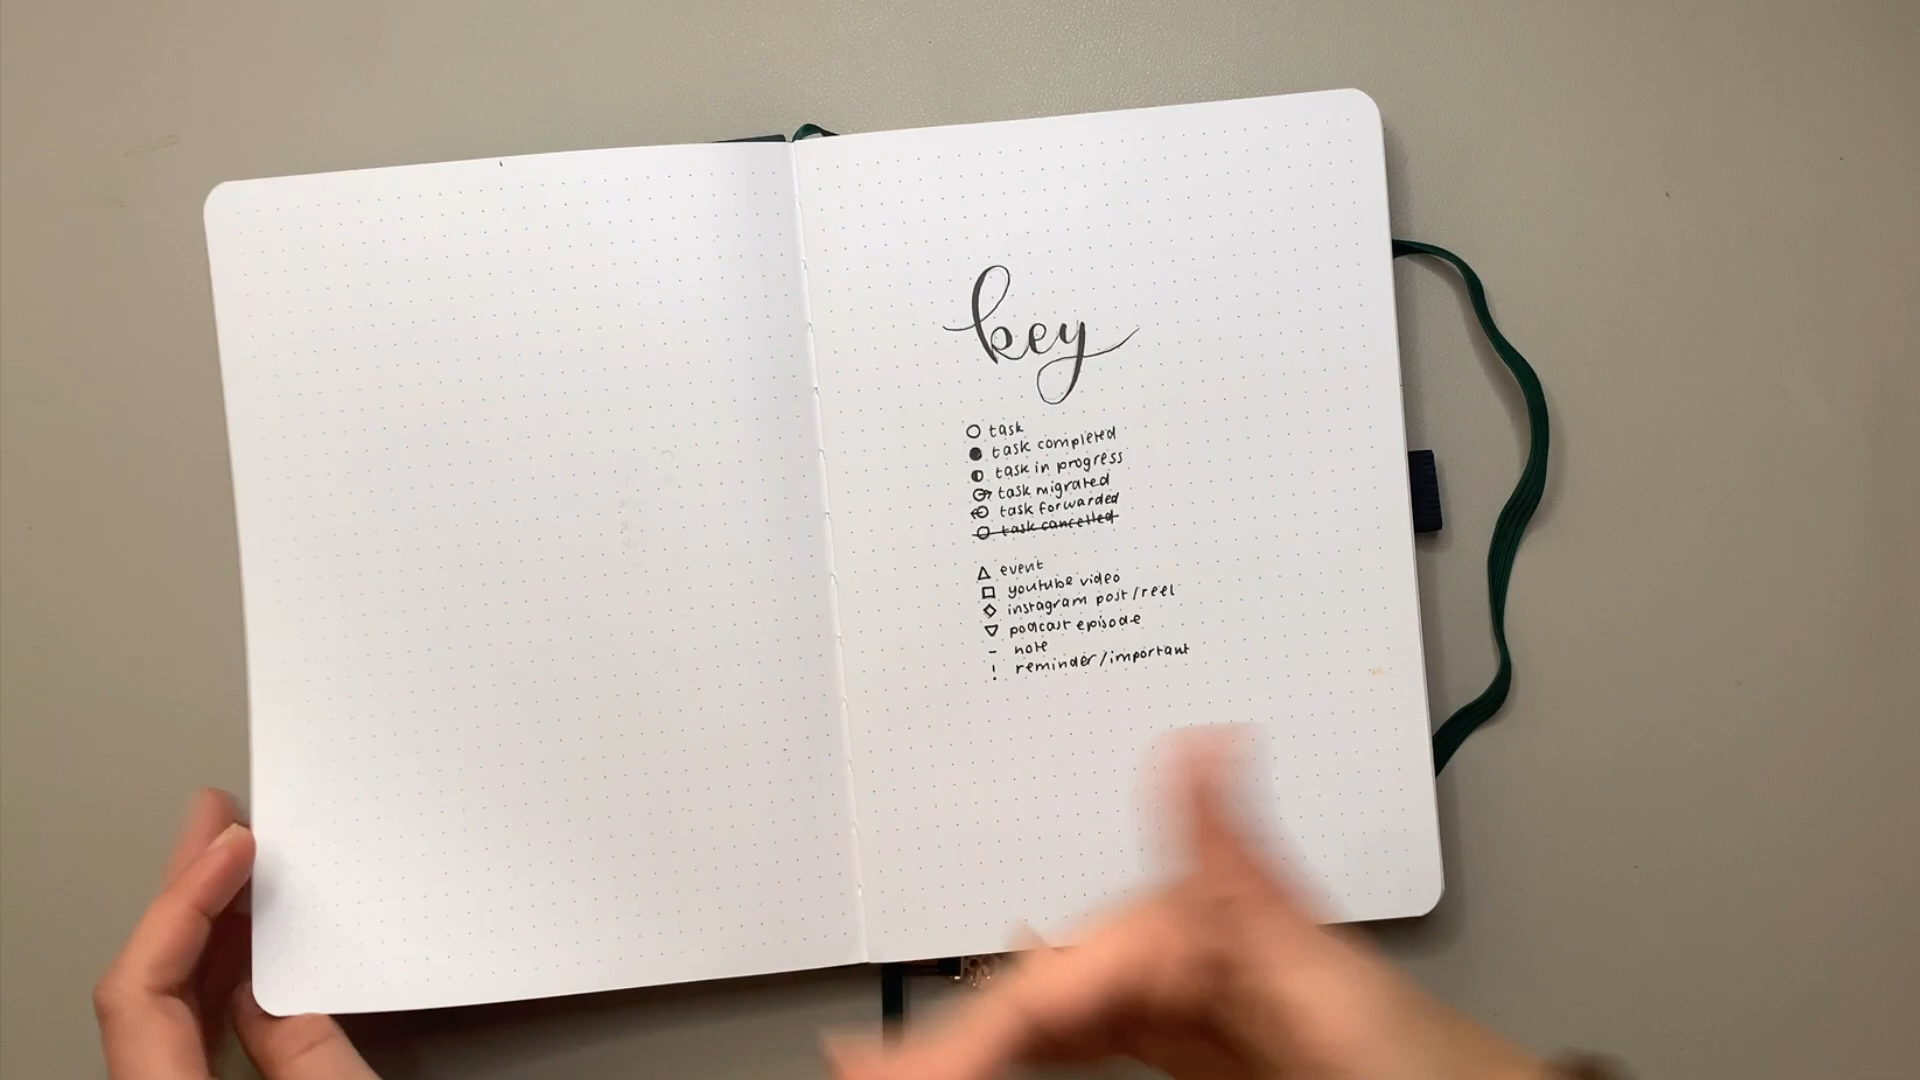 key
task
task completed
task in progress
task migrated
task forwarded
task cancelled
event
youtube video
instagram post/reel
podcast episode
- note
! reminder/important